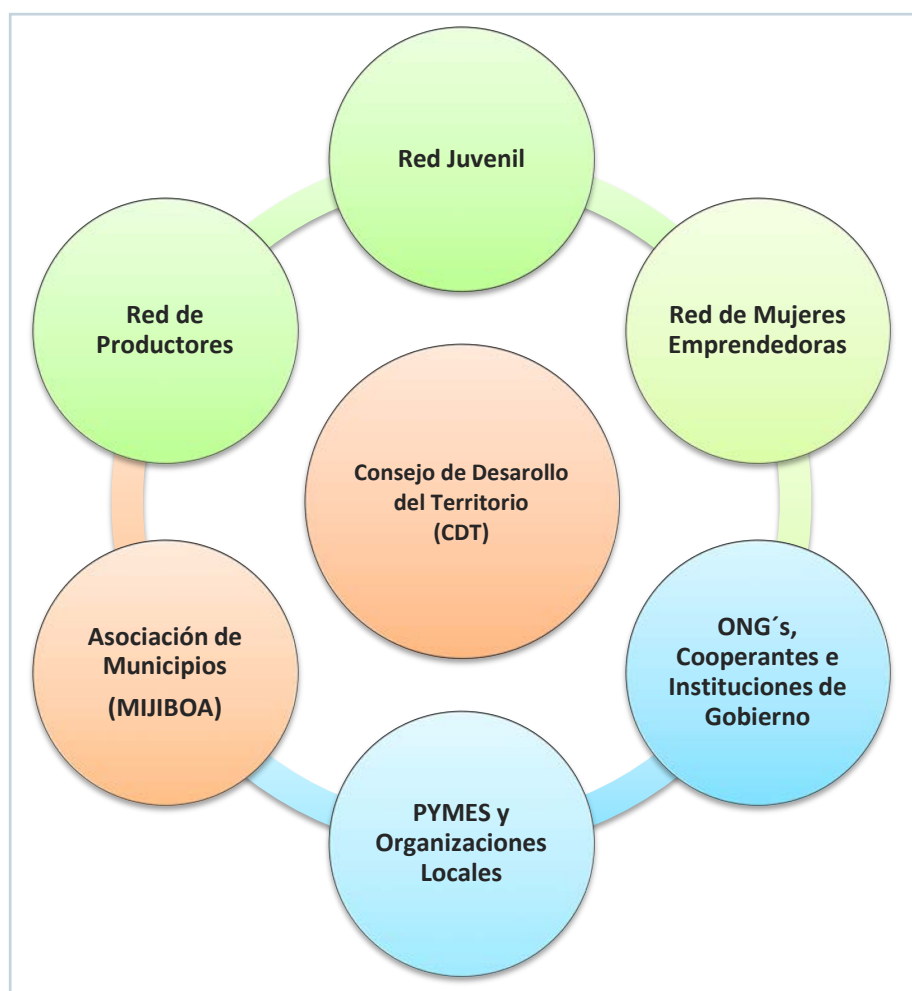 Red Juvenil
Red de
Productores
Red de Mujeres
Emprendedoras
Consejo de Desarollo
del Territorio
(CDT)
Asociación de
Municipios
(MIJIBOA)
ONG´s,
Cooperantes e
Instituciones de
Gobierno
PYMES y
Organizaciones
Locales